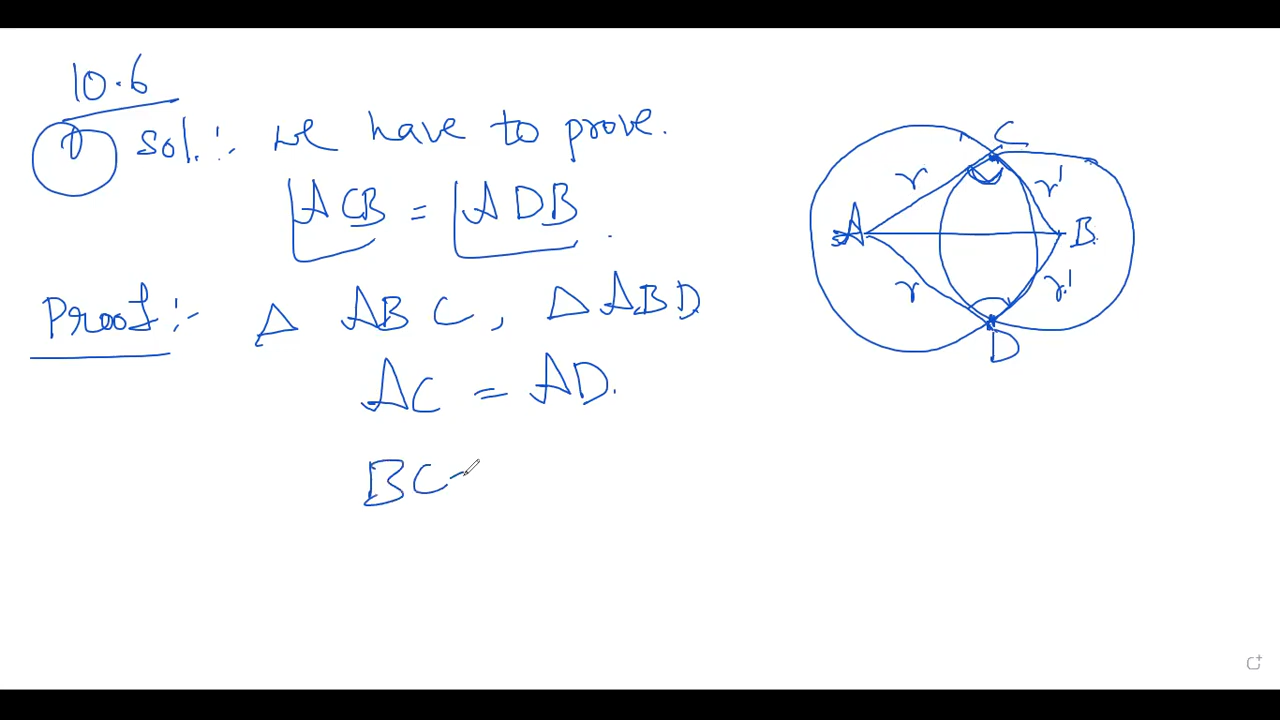 10.6
① sol. :- we have to prove.
∠ACB = ∠ADB.
Proof :- Δ ABC, Δ ABD
AC = AD.
BC-
C
r r'
A B.
r r'
D